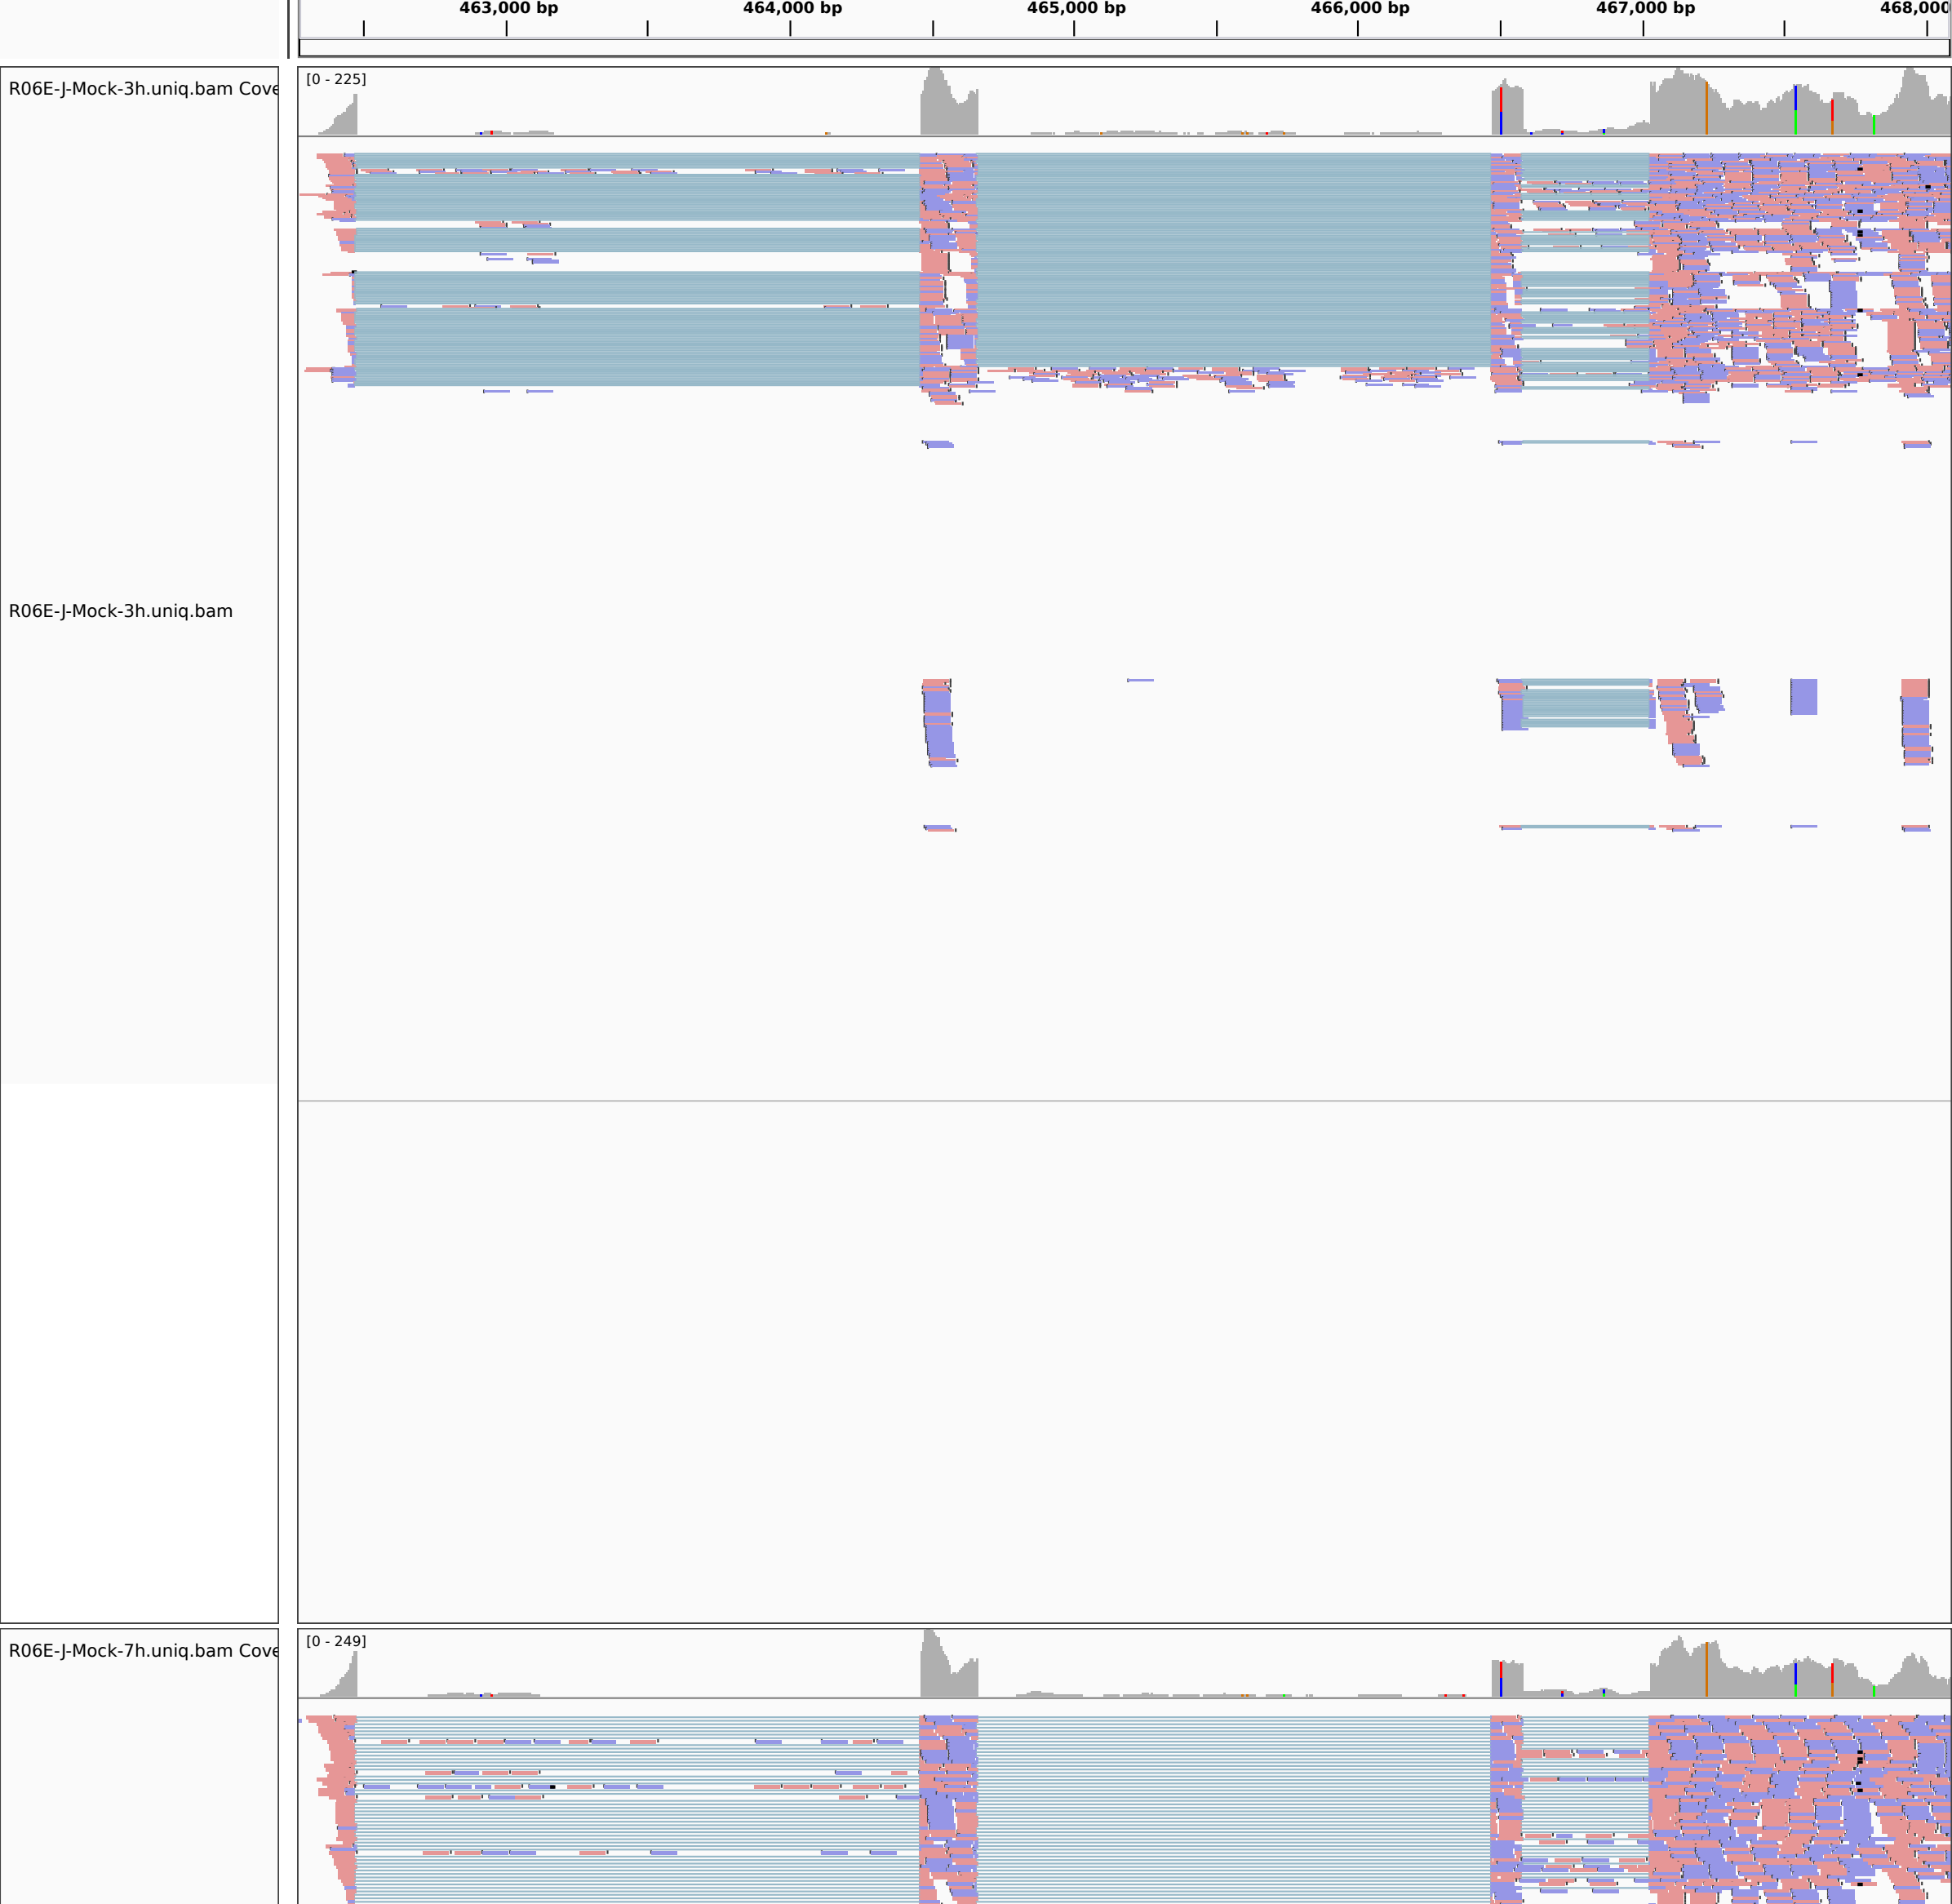 463,000 bp 464,000 bp 465,000 bp 466,000 bp 467,000 bp 468,000
R06E-J-Mock-3h.uniq.bam Cove
[0 - 225]
R06E-J-Mock-3h.uniq.bam
R06E-J-Mock-7h.uniq.bam Cove
[0 - 249]